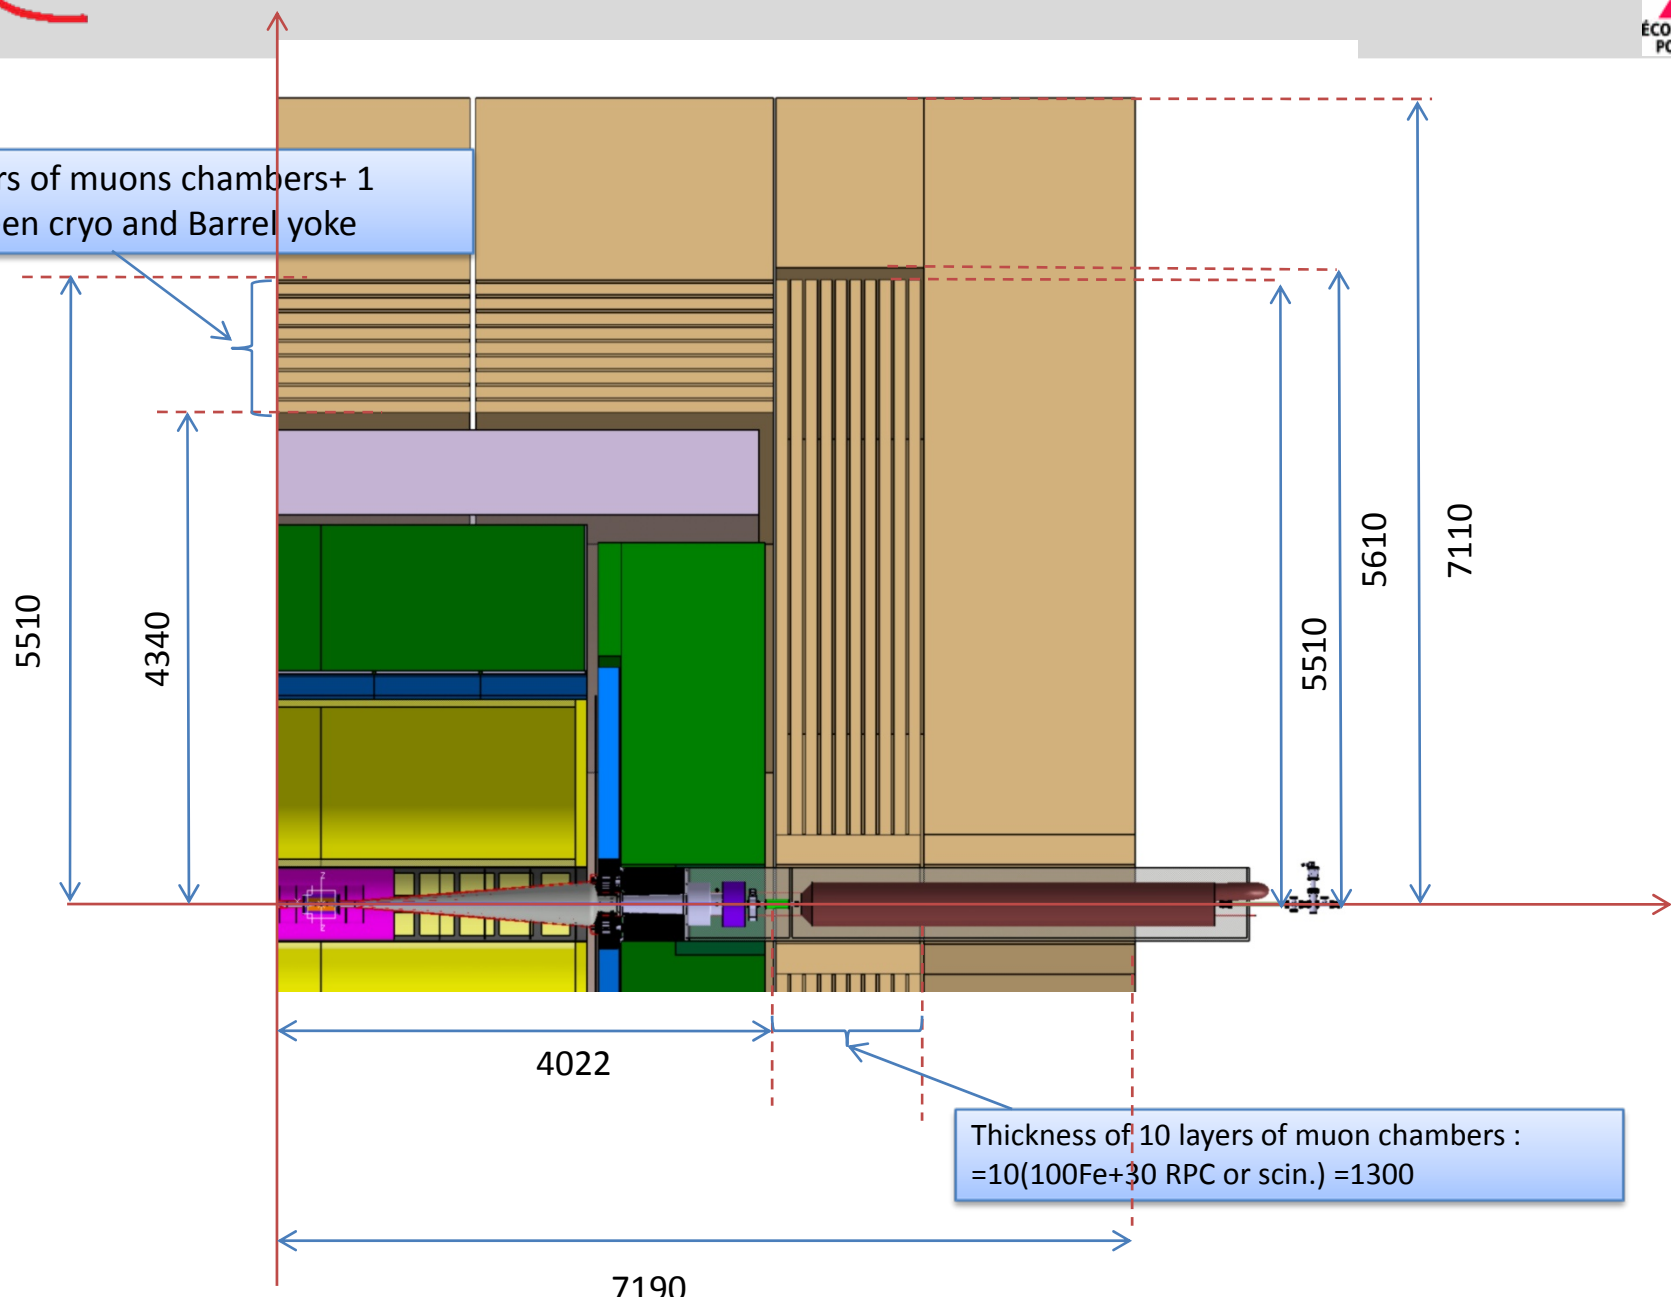 rs of muons chambers+ 1
en cryo and Barrel yoke
5510
4340
5510
5610
7110
4022
Thickness of 10 layers of muon chambers :
=10(100Fe+30 RPC or scin.) =1300
7190